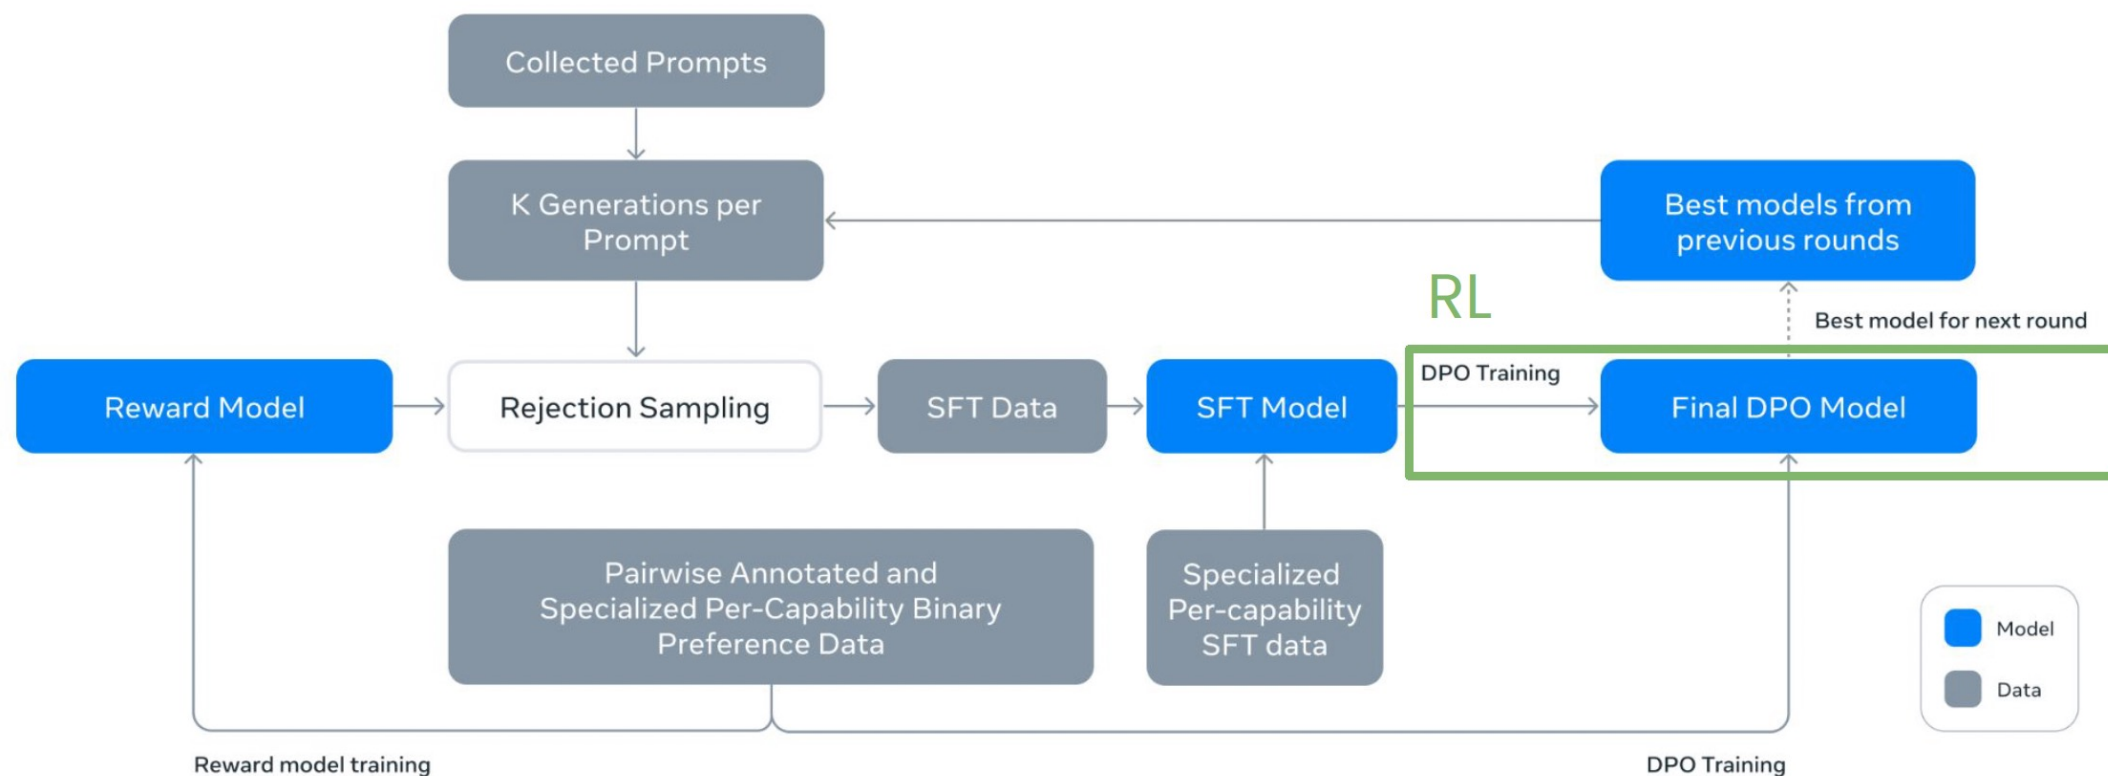 Collected Prompts
K Generations per
Prompt
Best models from
previous rounds
RL
Best model for next round
Reward Model
Rejection Sampling
SFT Data
SFT Model
DPO Training
Final DPO Model
Pairwise Annotated and
Specialized Per-Capability Binary
Preference Data
Specialized
Per-capability
SFT data
Model
Data
Reward model training
DPO Training